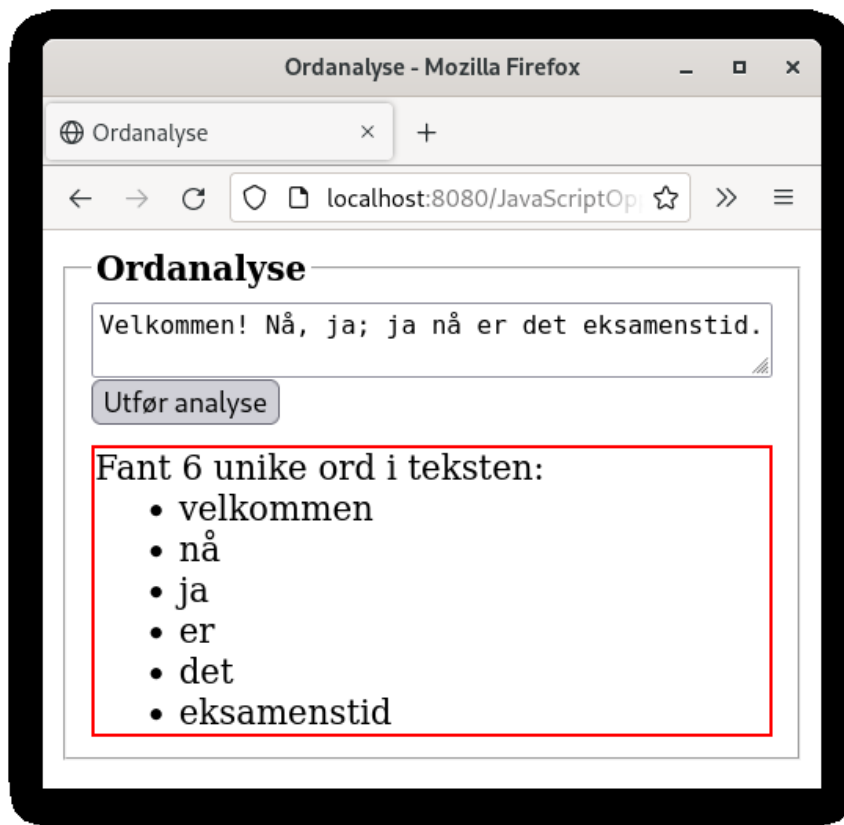 Ordanalyse - Mozilla Firefox
Ordanalyse
localhost:8080/JavaScriptOp
Ordanalyse
Velkommen! Nå, ja; ja nå er det eksamenstid.
Utfør analyse
Fant 6 unike ord i teksten:
• velkommen
• nå
• ja
• er
• det
• eksamenstid